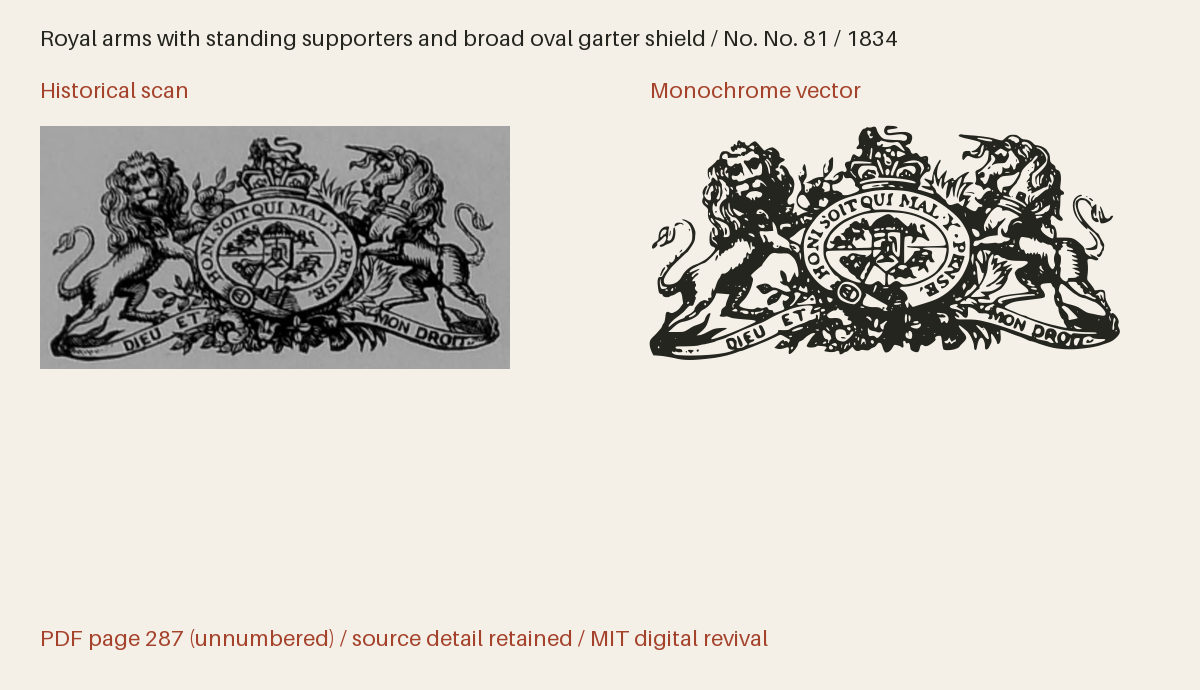 Royal arms with standing supporters and broad oval garter shield / No. No. 81 / 1834
Historical scan
Monochrome vector
HONI SOIT QUI MAL·Y·PENSE.
DIEU ET
MON DROIT.
HONI SOIT QUI MAL·Y·PENSE.
DIEU ET
MON DROIT.
PDF page 287 (unnumbered) / source detail retained / MIT digital revival